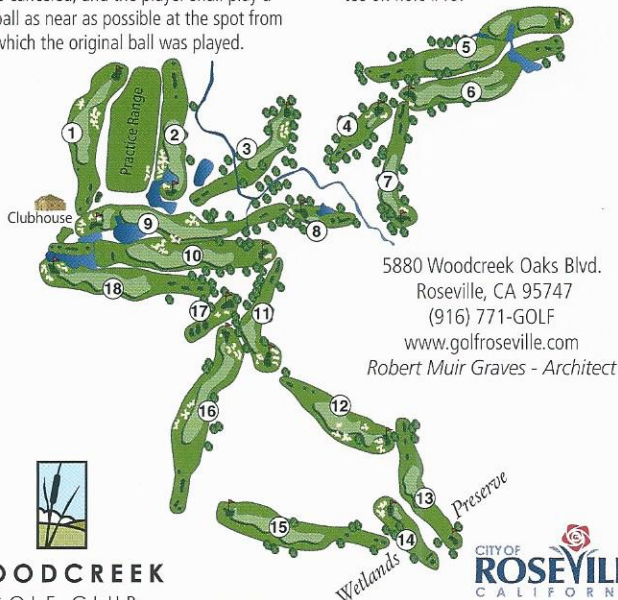 ball as near as possible at the spot from
which the original ball was played.
1
Practice Range
2
3
4
5
6
7
8
9
10
Clubhouse
18
17
11
16
12
13
14
15
Wetlands Preserve
5880 Woodcreek Oaks Blvd.
Roseville, CA 95747
(916) 771-GOLF
www.golfroseville.com
Robert Muir Graves - Architect
OODCREEK
CITY OF
ROSEVILL
CALIFORN